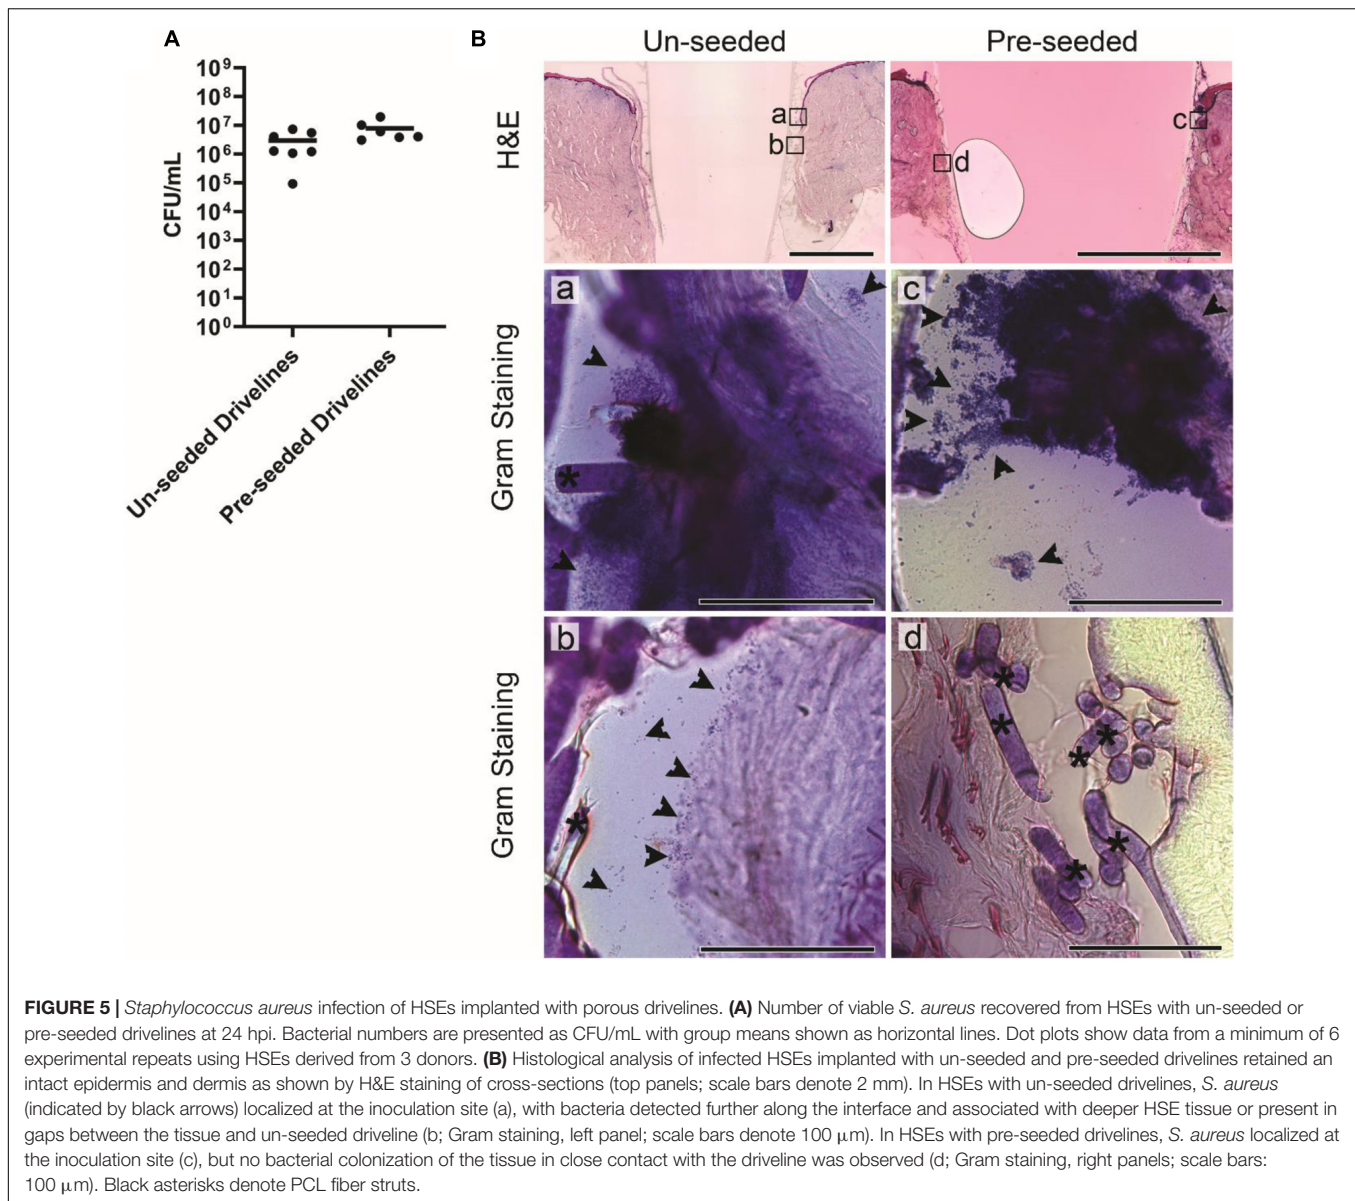 A
B
Un-seeded
Pre-seeded
10⁹
10⁸
10⁷
10⁶
10⁵
10⁴
10³
10²
10¹
10⁰
CFU/mL
Un-seeded Drivelines
Pre-seeded Drivelines
H&E
a
b
c
d
Gram Staining
a
*
c
Gram Staining
b
*
d
*
*
*
*
*
*
FIGURE 5 | Staphylococcus aureus infection of HSEs implanted with porous drivelines. (A) Number of viable S. aureus recovered from HSEs with un-seeded or
pre-seeded drivelines at 24 hpi. Bacterial numbers are presented as CFU/mL with group means shown as horizontal lines. Dot plots show data from a minimum of 6
experimental repeats using HSEs derived from 3 donors. (B) Histological analysis of infected HSEs implanted with un-seeded and pre-seeded drivelines retained an
intact epidermis and dermis as shown by H&E staining of cross-sections (top panels; scale bars denote 2 mm). In HSEs with un-seeded drivelines, S. aureus
(indicated by black arrows) localized at the inoculation site (a), with bacteria detected further along the interface and associated with deeper HSE tissue or present in
gaps between the tissue and un-seeded driveline (b; Gram staining, left panel; scale bars denote 100 μm). In HSEs with pre-seeded drivelines, S. aureus localized at
the inoculation site (c), but no bacterial colonization of the tissue in close contact with the driveline was observed (d; Gram staining, right panels; scale bars:
100 μm). Black asterisks denote PCL fiber struts.